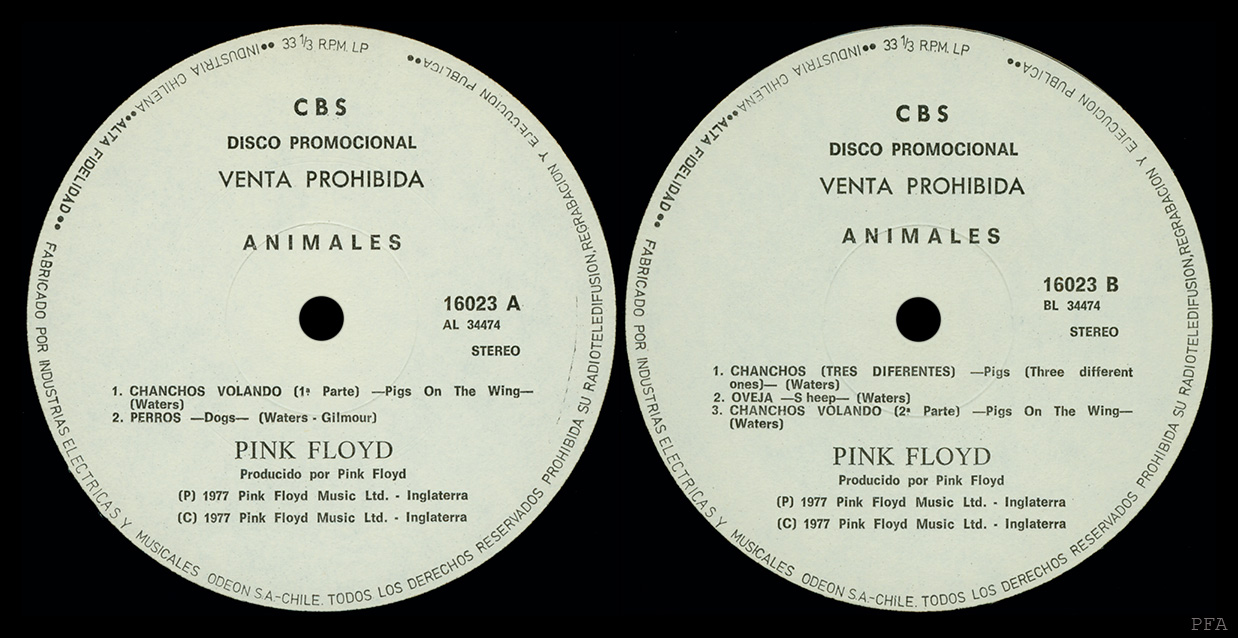 33 1/3 R.P.M. LP
CBS
DISCO PROMOCIONAL
VENTA PROHIBIDA
ANIMALES
16023 A
AL 34474
STEREO
1. CHANCHOS VOLANDO (1ª Parte) —Pigs On The Wing—
(Waters)
2. PERROS —Dogs— (Waters - Gilmour)
PINK FLOYD
Producido por Pink Floyd
(P) 1977 Pink Floyd Music Ltd. - Inglaterra
(C) 1977 Pink Floyd Music Ltd. - Inglaterra
FABRICADO POR INDUSTRIAS ELECTRICAS Y MUSICALES ODEON S.A.-CHILE. TODOS LOS DERECHOS RESERVADOS PROHIBIDA SU RADIOTELEDIFUSION, REGRABACION Y EJECUCION PUBLICA••
••ALTA FIDELIDAD••
INDUSTRIA CHILENA••
33 1/3 R.P.M. LP
CBS
DISCO PROMOCIONAL
VENTA PROHIBIDA
ANIMALES
16023 B
BL 34474
STEREO
1. CHANCHOS (TRES DIFERENTES) —Pigs (Three different
ones)— (Waters)
2. OVEJA —S heep— (Waters)
3. CHANCHOS VOLANDO (2ª Parte) —Pigs On The Wing—
(Waters)
PINK FLOYD
Producido por Pink Floyd
(P) 1977 Pink Floyd Music Ltd. - Inglaterra
(C) 1977 Pink Floyd Music Ltd. - Inglaterra
FABRICADO POR INDUSTRIAS ELECTRICAS Y MUSICALES ODEON S.A.-CHILE. TODOS LOS DERECHOS RESERVADOS PROHIBIDA SU RADIOTELEDIFUSION, REGRABACION Y EJECUCION PUBLICA••
••ALTA FIDELIDAD••
INDUSTRIA CHILENA••
PFA